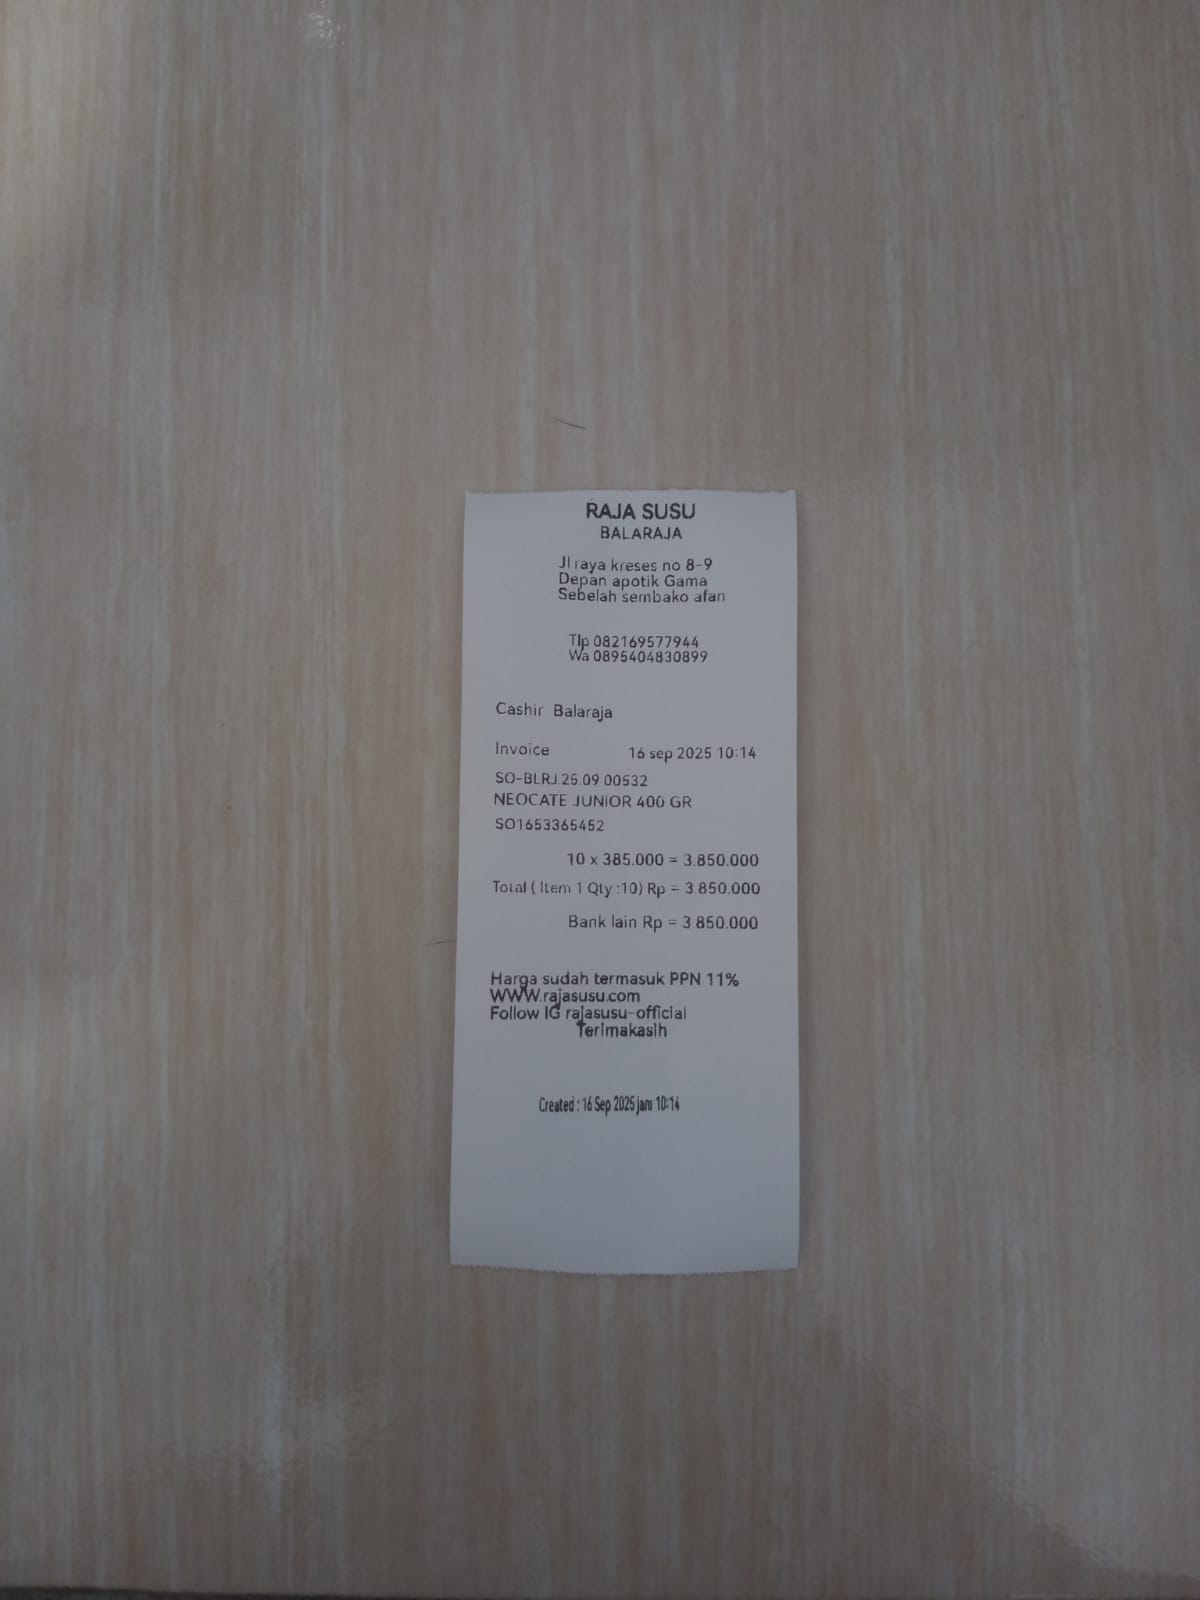 RAJA SUSU
BALARAJA
Jl raya kreses no 8-9
Depan apotik Gama
Sebelah sembako afan
Tlp 082169577944
Wa 0895404830899
Cashir Balaraja
Invoice 16 sep 2025 10:14
SO-BLRJ.25.09 00532
NEOCATE JUNIOR 400 GR
SO1653365452
10 x 385.000 = 3.850.000
Total ( Item 1 Qty :10) Rp = 3.850.000
Bank lain Rp = 3.850.000
Harga sudah termasuk PPN 11%
WWW.rajasusu.com
Follow IG rajasusu-official
Terimakasih
Created : 16 Sep 2025 jam 10:14